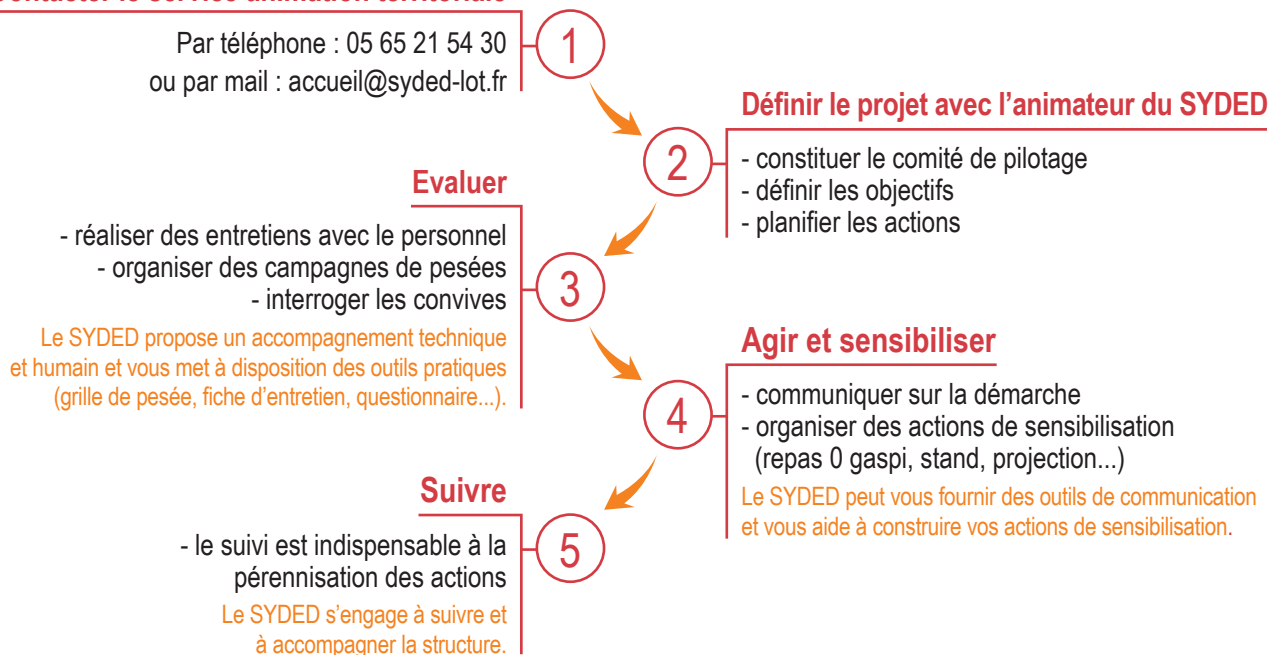 Contacter le service animation territoriale
1
Par téléphone : 05 65 21 54 30
ou par mail : accueil@syded-lot.fr
2
Définir le projet avec l'animateur du SYDED
- constituer le comité de pilotage
- définir les objectifs
- planifier les actions
3
Evaluer
- réaliser des entretiens avec le personnel
- organiser des campagnes de pesées
- interroger les convives
Le SYDED propose un accompagnement technique
et humain et vous met à disposition des outils pratiques
(grille de pesée, fiche d'entretien, questionnaire...).
4
Agir et sensibiliser
- communiquer sur la démarche
- organiser des actions de sensibilisation
(repas 0 gaspi, stand, projection...)
Le SYDED peut vous fournir des outils de communication
et vous aide à construire vos actions de sensibilisation.
5
Suivre
- le suivi est indispensable à la
pérennisation des actions
Le SYDED s'engage à suivre et
à accompagner la structure.